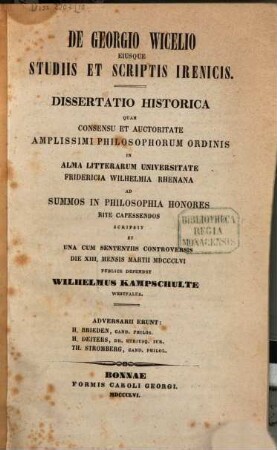 DE GEORGIO WICELIO
EIUSQUE
STUDIIS ET SCRIPTIS IRENICIS.
DISSERTATIO HISTORICA
QUAM
CONSENSU ET AUCTORITATE
AMPLISSIMI PHILOSOPHORUM ORDINIS
IN
ALMA LITTERARUM UNIVERSITATE
FRIDERICIA WILHELMIA RHENANA
AD
SUMMOS IN PHILOSOPHIA HONORES
RITE CAPESSENDOS
SCRIPSIT
ET
UNA CUM SENTENTIIS CONTROVERSIS
DIE XIII. MENSIS MARTII MDCCCLVI
PUBLICE DEFENDET
WILHELMUS KAMPSCHULTE
WESTFALUS.
BIBLIOTHECA
REGIA
MONACENSIS
ADVERSARII ERUNT:
H. BRIEDEN, CAND. PHILOS.
H. DEITERS, DR. UTRIUSQ. IUR.
TH. STROMBERG, CAND. PHILOL.
BONNAE
FORMIS CAROLI GEORGI.
MDCCCLVI.